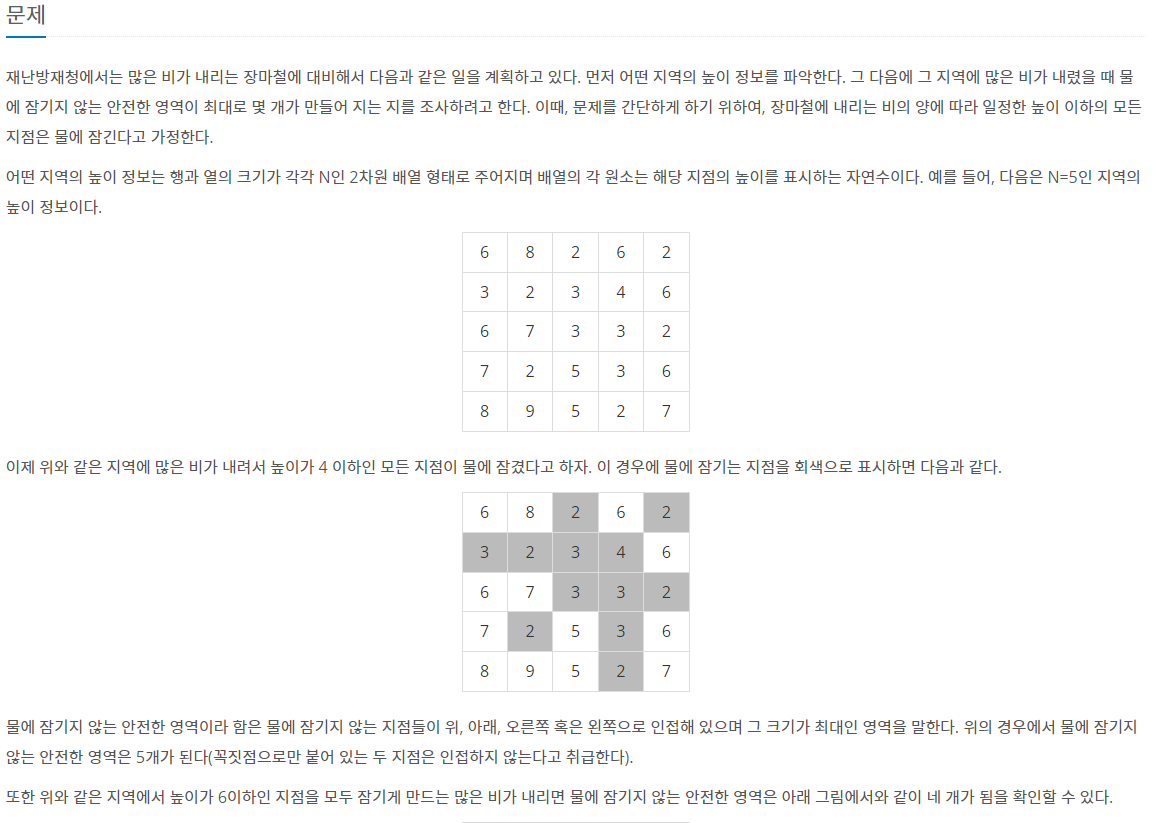 문제
재난방재청에서는 많은 비가 내리는 장마철에 대비해서 다음과 같은 일을 계획하고 있다. 먼저 어떤 지역의 높이 정보를 파악한다. 그 다음에 그 지역에 많은 비가 내렸을 때 물
에 잠기지 않는 안전한 영역이 최대로 몇 개가 만들어 지는 지를 조사하려고 한다. 이때, 문제를 간단하게 하기 위하여, 장마철에 내리는 비의 양에 따라 일정한 높이 이하의 모든
지점은 물에 잠긴다고 가정한다.
어떤 지역의 높이 정보는 행과 열의 크기가 각각 N인 2차원 배열 형태로 주어지며 배열의 각 원소는 해당 지점의 높이를 표시하는 자연수이다. 예를 들어, 다음은 N=5인 지역의
높이 정보이다.
6 8 2 6 2
3 2 3 4 6
6 7 3 3 2
7 2 5 3 6
8 9 5 2 7
이제 위와 같은 지역에 많은 비가 내려서 높이가 4 이하인 모든 지점이 물에 잠겼다고 하자. 이 경우에 물에 잠기는 지점을 회색으로 표시하면 다음과 같다.
6 8 2 6 2
3 2 3 4 6
6 7 3 3 2
7 2 5 3 6
8 9 5 2 7
물에 잠기지 않는 안전한 영역이라 함은 물에 잠기지 않는 지점들이 위, 아래, 오른쪽 혹은 왼쪽으로 인접해 있으며 그 크기가 최대인 영역을 말한다. 위의 경우에서 물에 잠기지
않는 안전한 영역은 5개가 된다(꼭짓점으로만 붙어 있는 두 지점은 인접하지 않는다고 취급한다).
또한 위와 같은 지역에서 높이가 6이하인 지점을 모두 잠기게 만드는 많은 비가 내리면 물에 잠기지 않는 안전한 영역은 아래 그림에서와 같이 네 개가 됨을 확인할 수 있다.